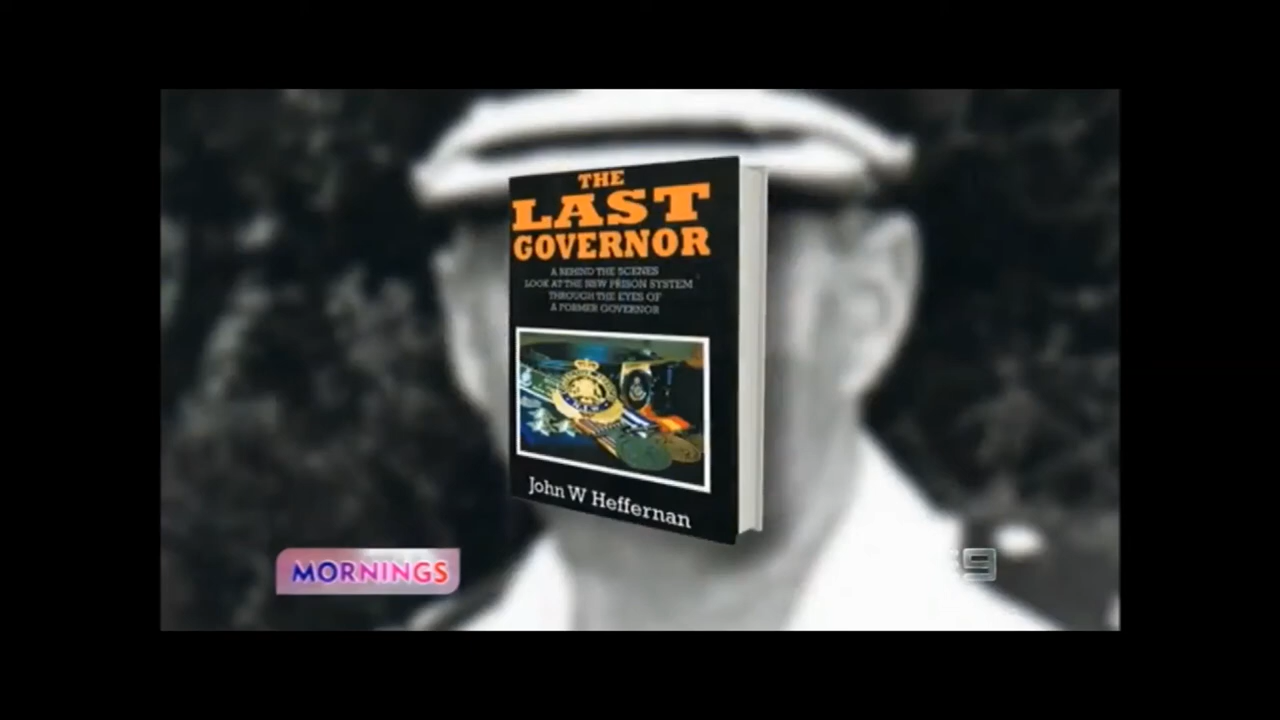 THE
LAST
GOVERNOR
A BEHIND THE SCENES
LOOK AT THE NSW PRISON SYSTEM
THROUGH THE EYES OF
A FORMER GOVERNOR
John W Heffernan
MORNINGS
9